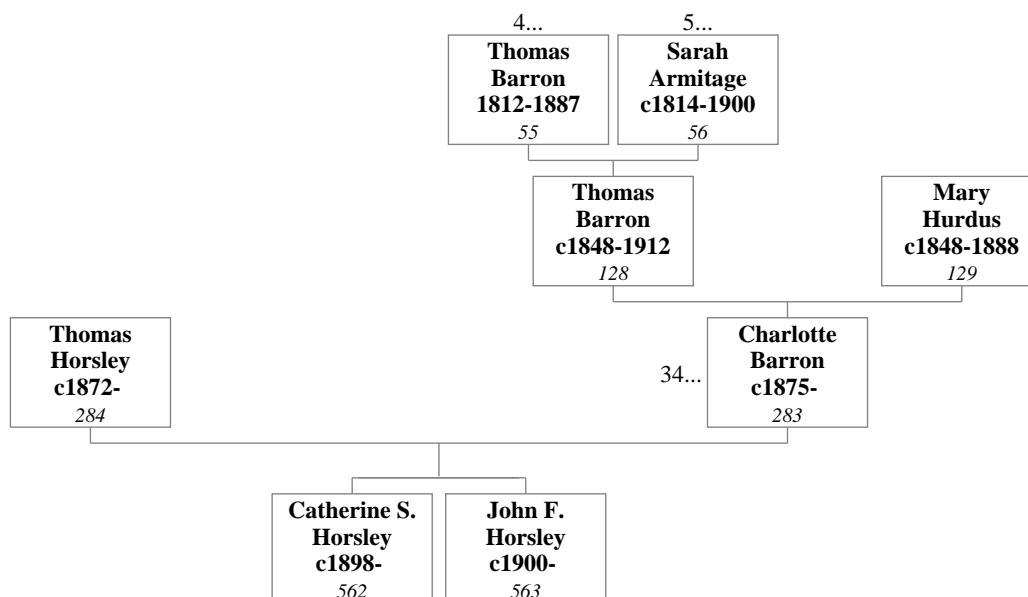 4...
5...
Thomas
Barron
1812-1887
55
Sarah
Armitage
c1814-1900
56
Thomas
Barron
c1848-1912
128
Mary
Hurdus
c1848-1888
129
Thomas
Horsley
c1872-
284
34...
Charlotte
Barron
c1875-
283
Catherine S.
Horsley
c1898-
562
John F.
Horsley
c1900-
563